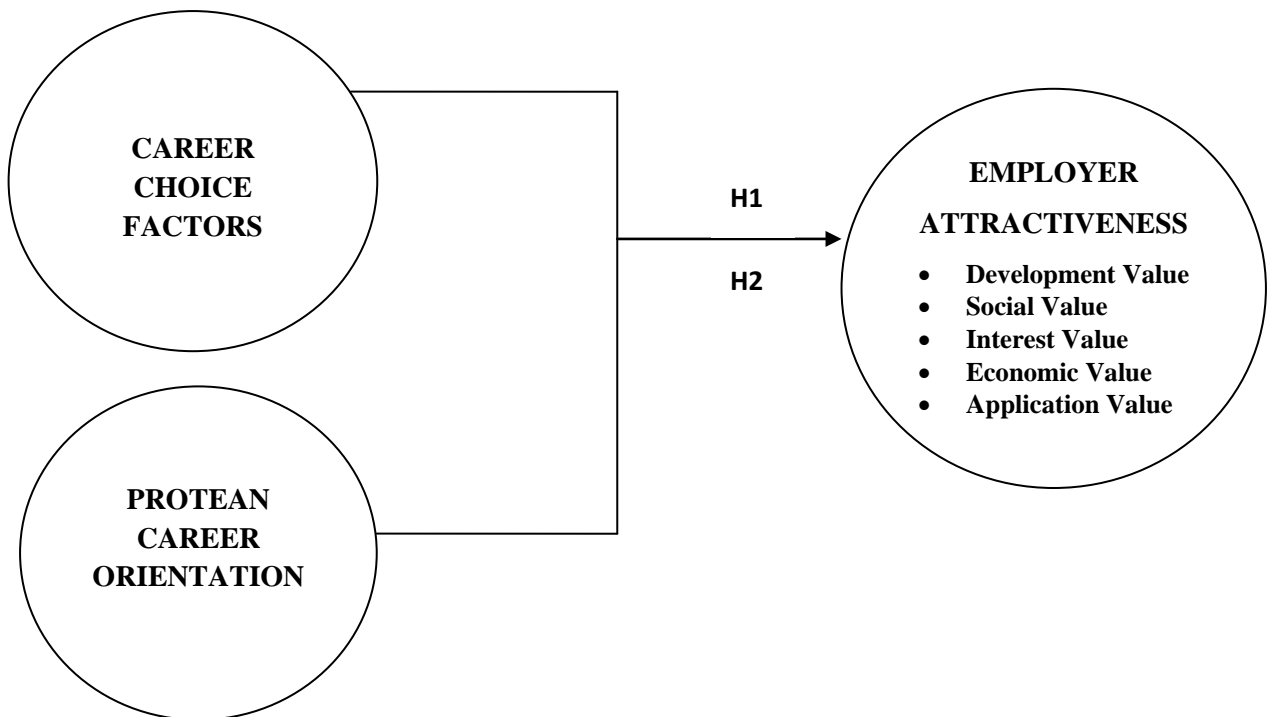 CAREER
CHOICE
FACTORS
PROTEAN
CAREER
ORIENTATION
H1
H2
EMPLOYER
ATTRACTIVENESS
• Development Value
• Social Value
• Interest Value
• Economic Value
• Application Value